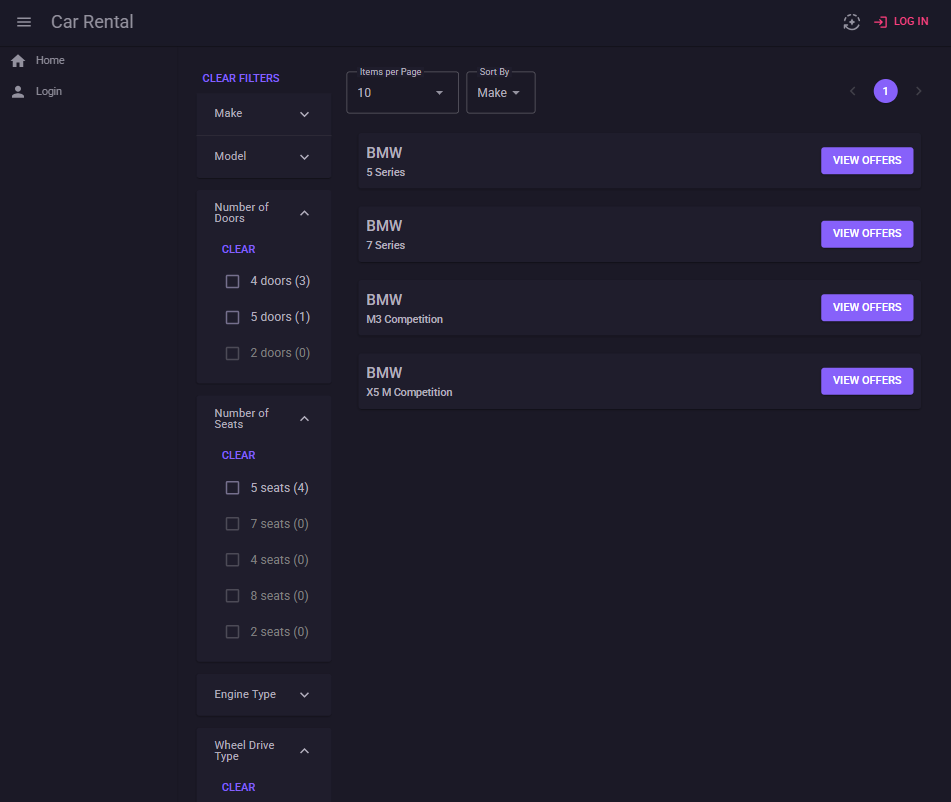 Car Rental
LOG IN
Home
Login
CLEAR FILTERS
Make
Model
Number of
Doors
CLEAR
4 doors (3)
5 doors (1)
2 doors (0)
Number of
Seats
CLEAR
5 seats (4)
7 seats (0)
4 seats (0)
8 seats (0)
2 seats (0)
Engine Type
Wheel Drive
Type
CLEAR
Items per Page
10
Sort By
Make
1
BMW
5 Series
VIEW OFFERS
BMW
7 Series
VIEW OFFERS
BMW
M3 Competition
VIEW OFFERS
BMW
X5 M Competition
VIEW OFFERS